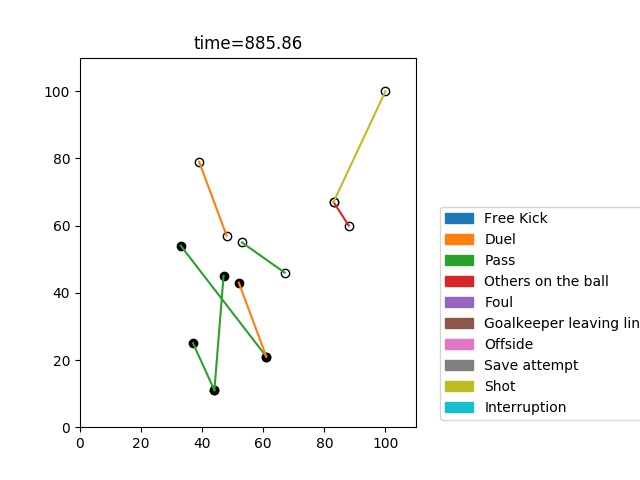 time=885.86
100
80
60
40
20
0
0 20 40 60 80 100
Free Kick
Duel
Pass
Others on the ball
Foul
Goalkeeper leaving lin
Offside
Save attempt
Shot
Interruption